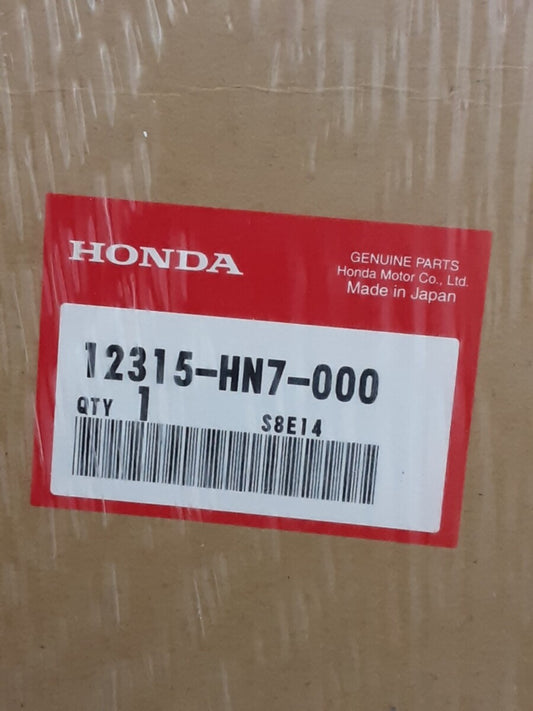 HONDA
GENUINE PARTS
Honda Motor Co., Ltd.
Made in Japan
12315-HN7-000
QTY 1 S8E14